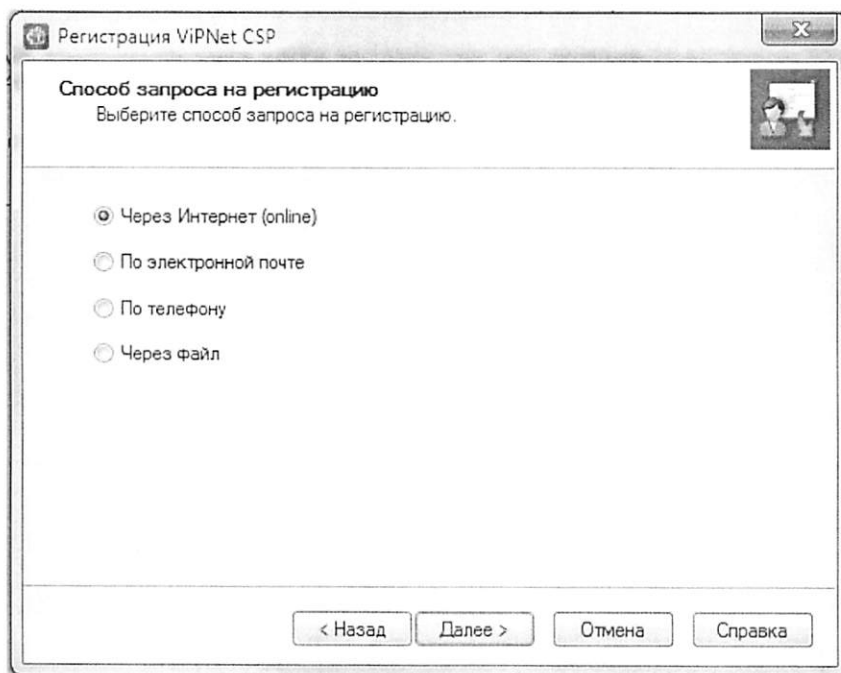 Регистрация ViPNet CSP
Способ запроса на регистрацию
Выберите способ запроса на регистрацию.
Через Интернет (online)
По электронной почте
По телефону
Через файл
< Назад
Далее >
Отмена
Справка